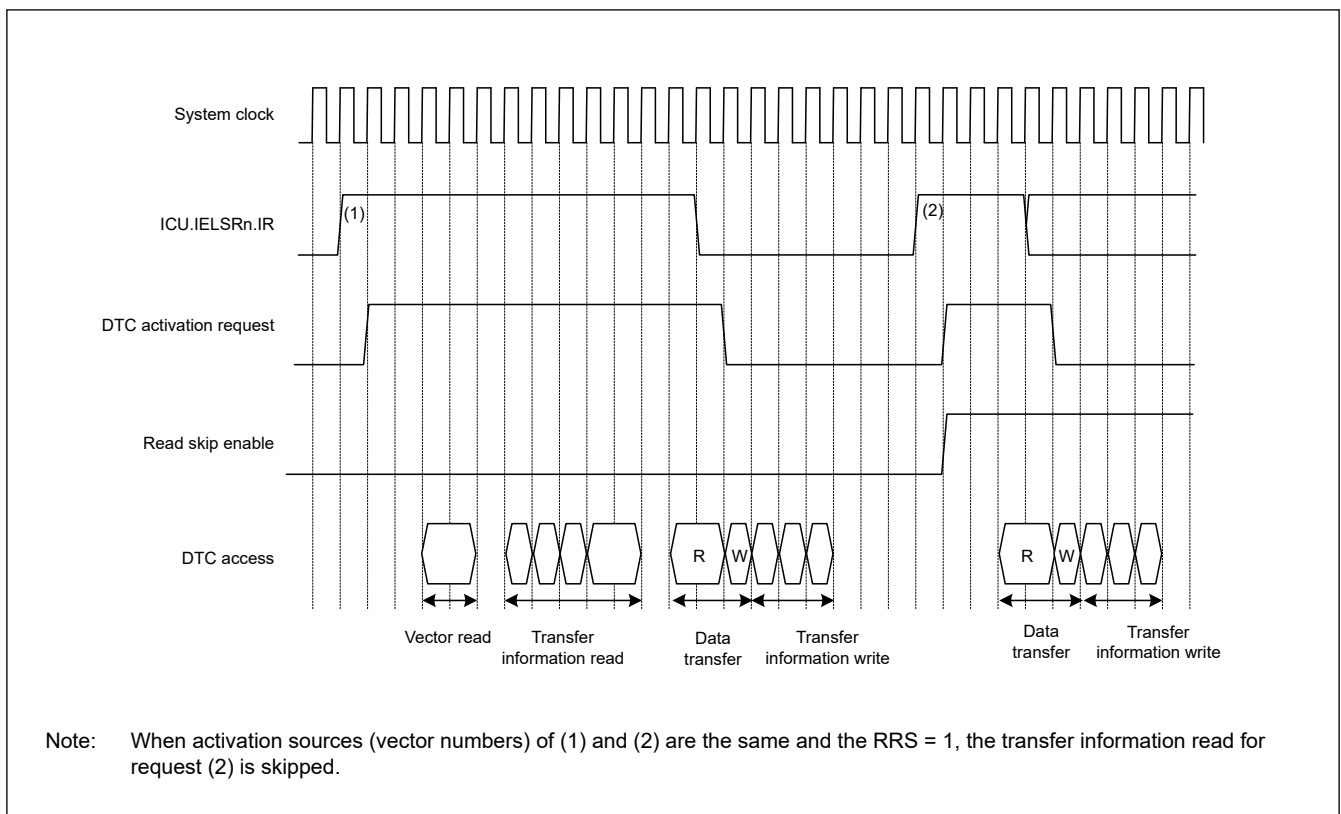 System clock
ICU.IELSRn.IR
(1)
(2)
DTC activation request
Read skip enable
DTC access
R
W
R
W
Vector read
Transfer
information read
Data
transfer
Transfer
information write
Data
transfer
Transfer
information write
Note: When activation sources (vector numbers) of (1) and (2) are the same and the RRS = 1, the transfer information read for
request (2) is skipped.